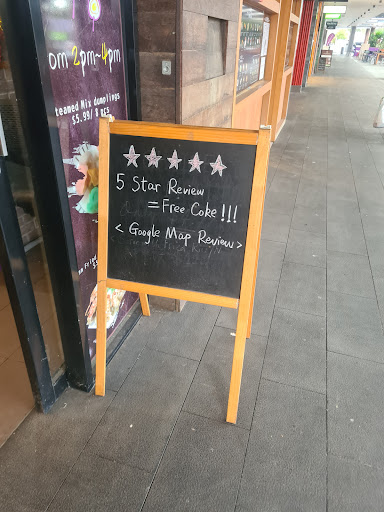 om 2pm~4pm
teamed Mix dumplings
$5.99/8 pcs
5 Star Review
= Free Coke!!!
< Google Map Review >